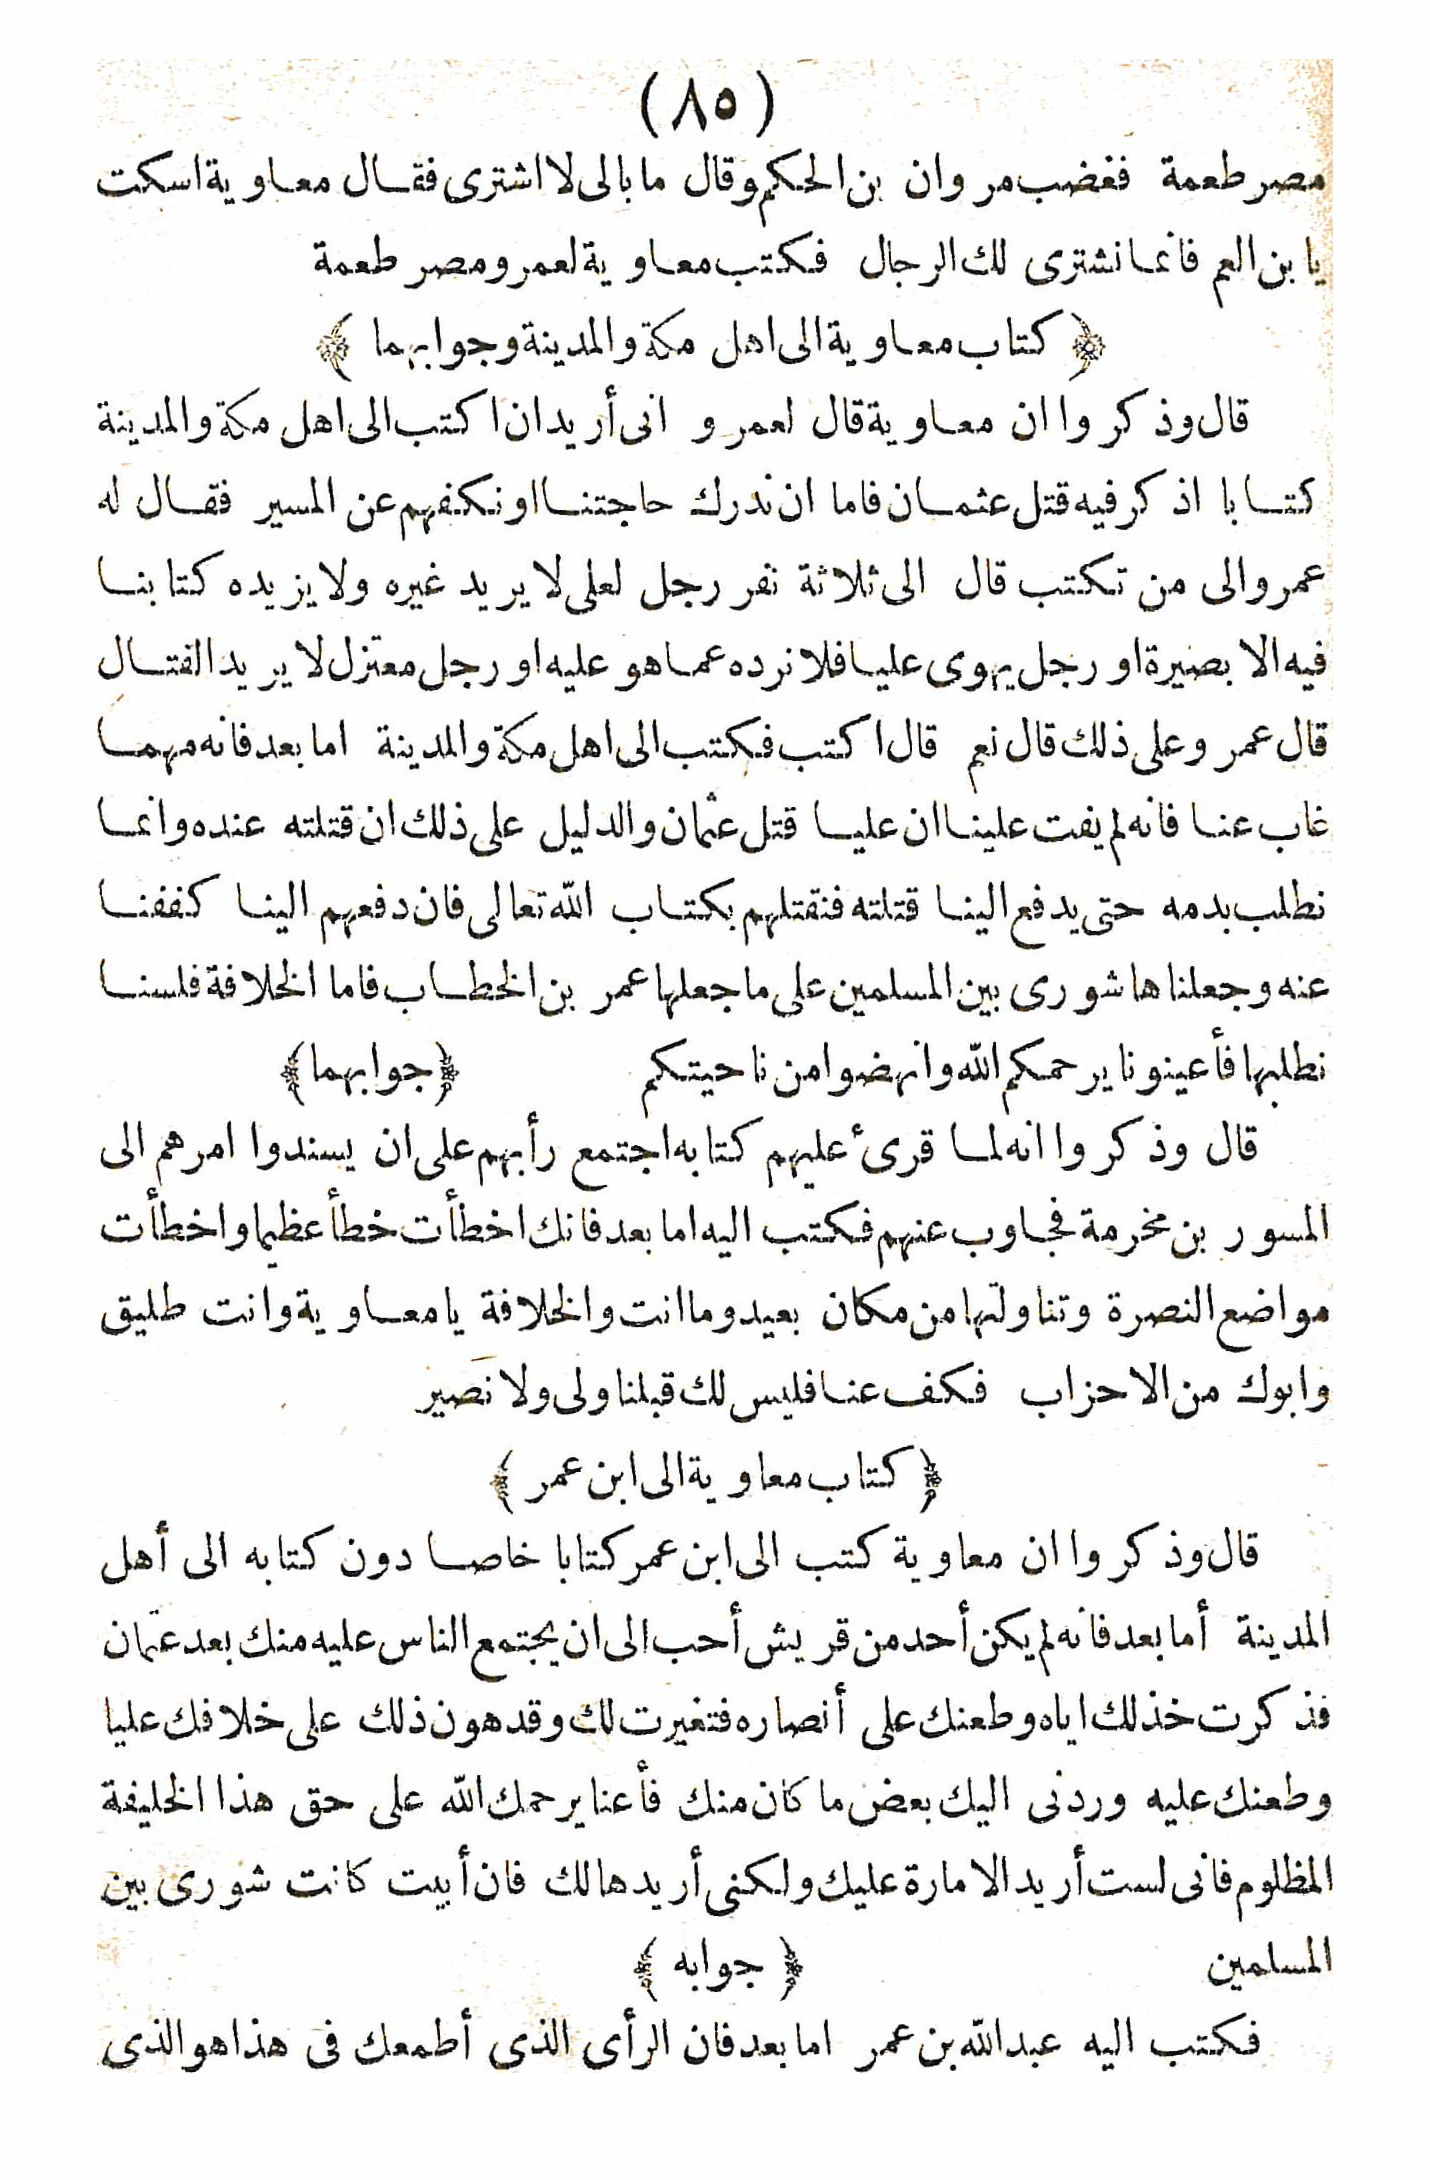 (٨٥)
مصر طعمة فغضب مروان بن الحكم وقال مابالى لا اشترى فقال معاوية اسكت
يا بن العم فانما نشترى لك الرجال فكتب معاوية لعمرو ومصر طعمة
﴿ كتاب معاوية الى اهل مكة والمدينة وجوابهما ﴾
قال وذكروا ان معاوية قال لعمرو انى أريد ان اكتب الى اهل مكة والمدينة
كتابا اذكر فيه قتل عثمان فاما ان ندرك حاجتنا او نكفهم عن المسير فقال له
عمرو الى من تكتب قال الى ثلاثة نفر رجل لعلى لا يريد غيره ولا يزيده كتابنا
فيه الا بصيرة او رجل يهوى عليا فلا نرده عما هو عليه او رجل معتزل لا يريد القتال
قال عمرو على ذلك قال نعم قال اكتب فكتب الى اهل مكة والمدينة اما بعد فانه مهما
غاب عنا فانه لم يفت علينا ان عليا قتل عثمان والدليل على ذلك ان قتلته عنده وانما
نطلب بدمه حتى يدفع الينا قتلته فنقتلهم بكتاب الله تعالى فان دفعهم الينا كففنا
عنه وجعلناها شورى بين المسلمين على ما جعلها عمر بن الخطاب فاما الخلافة فلسنا
نطلبها فأعينونا يرحمكم الله وانهضوا من ناحيتكم ﴿جوابهما﴾
قال وذكروا انه لما قرئ عليهم كتابه اجتمع رأيهم على ان يسندوا امرهم الى
المسور بن مخرمة فجاوب عنهم فكتب اليه اما بعد فانك اخطأت خطأ عظيما واخطأت
مواضع النصرة وتناولتها من مكان بعيد وما انت والخلافة يا معاوية وانت طليق
وابوك من الاحزاب فكف عنا فليس لك قبلنا ولى ولا نصير
﴿ كتاب معاوية الى ابن عمر ﴾
قال وذكروا ان معاوية كتب الى ابن عمر كتابا خاصا دون كتابه الى أهل
المدينة أما بعد فانه لم يكن أحد من قريش أحب الى ان يجتمع الناس عليه منك بعد عثمان
فذكرت خذلك اياه وطعنك على أنصاره فتغيرت لك وقد هون ذلك على خلافك عليا
وطعنك عليه وردنى اليك بعض ما كان منك فأعنا يرحمك الله على حق هذا الخليفة
المظلوم فانى لست أريد الامارة عليك ولكنى أريدها لك فان أبيت كانت شورى بين
المسلمين ﴿ جوابه ﴾
فكتب اليه عبد الله بن عمر اما بعد فان الرأى الذى أطمعك فى هذا هو الذى